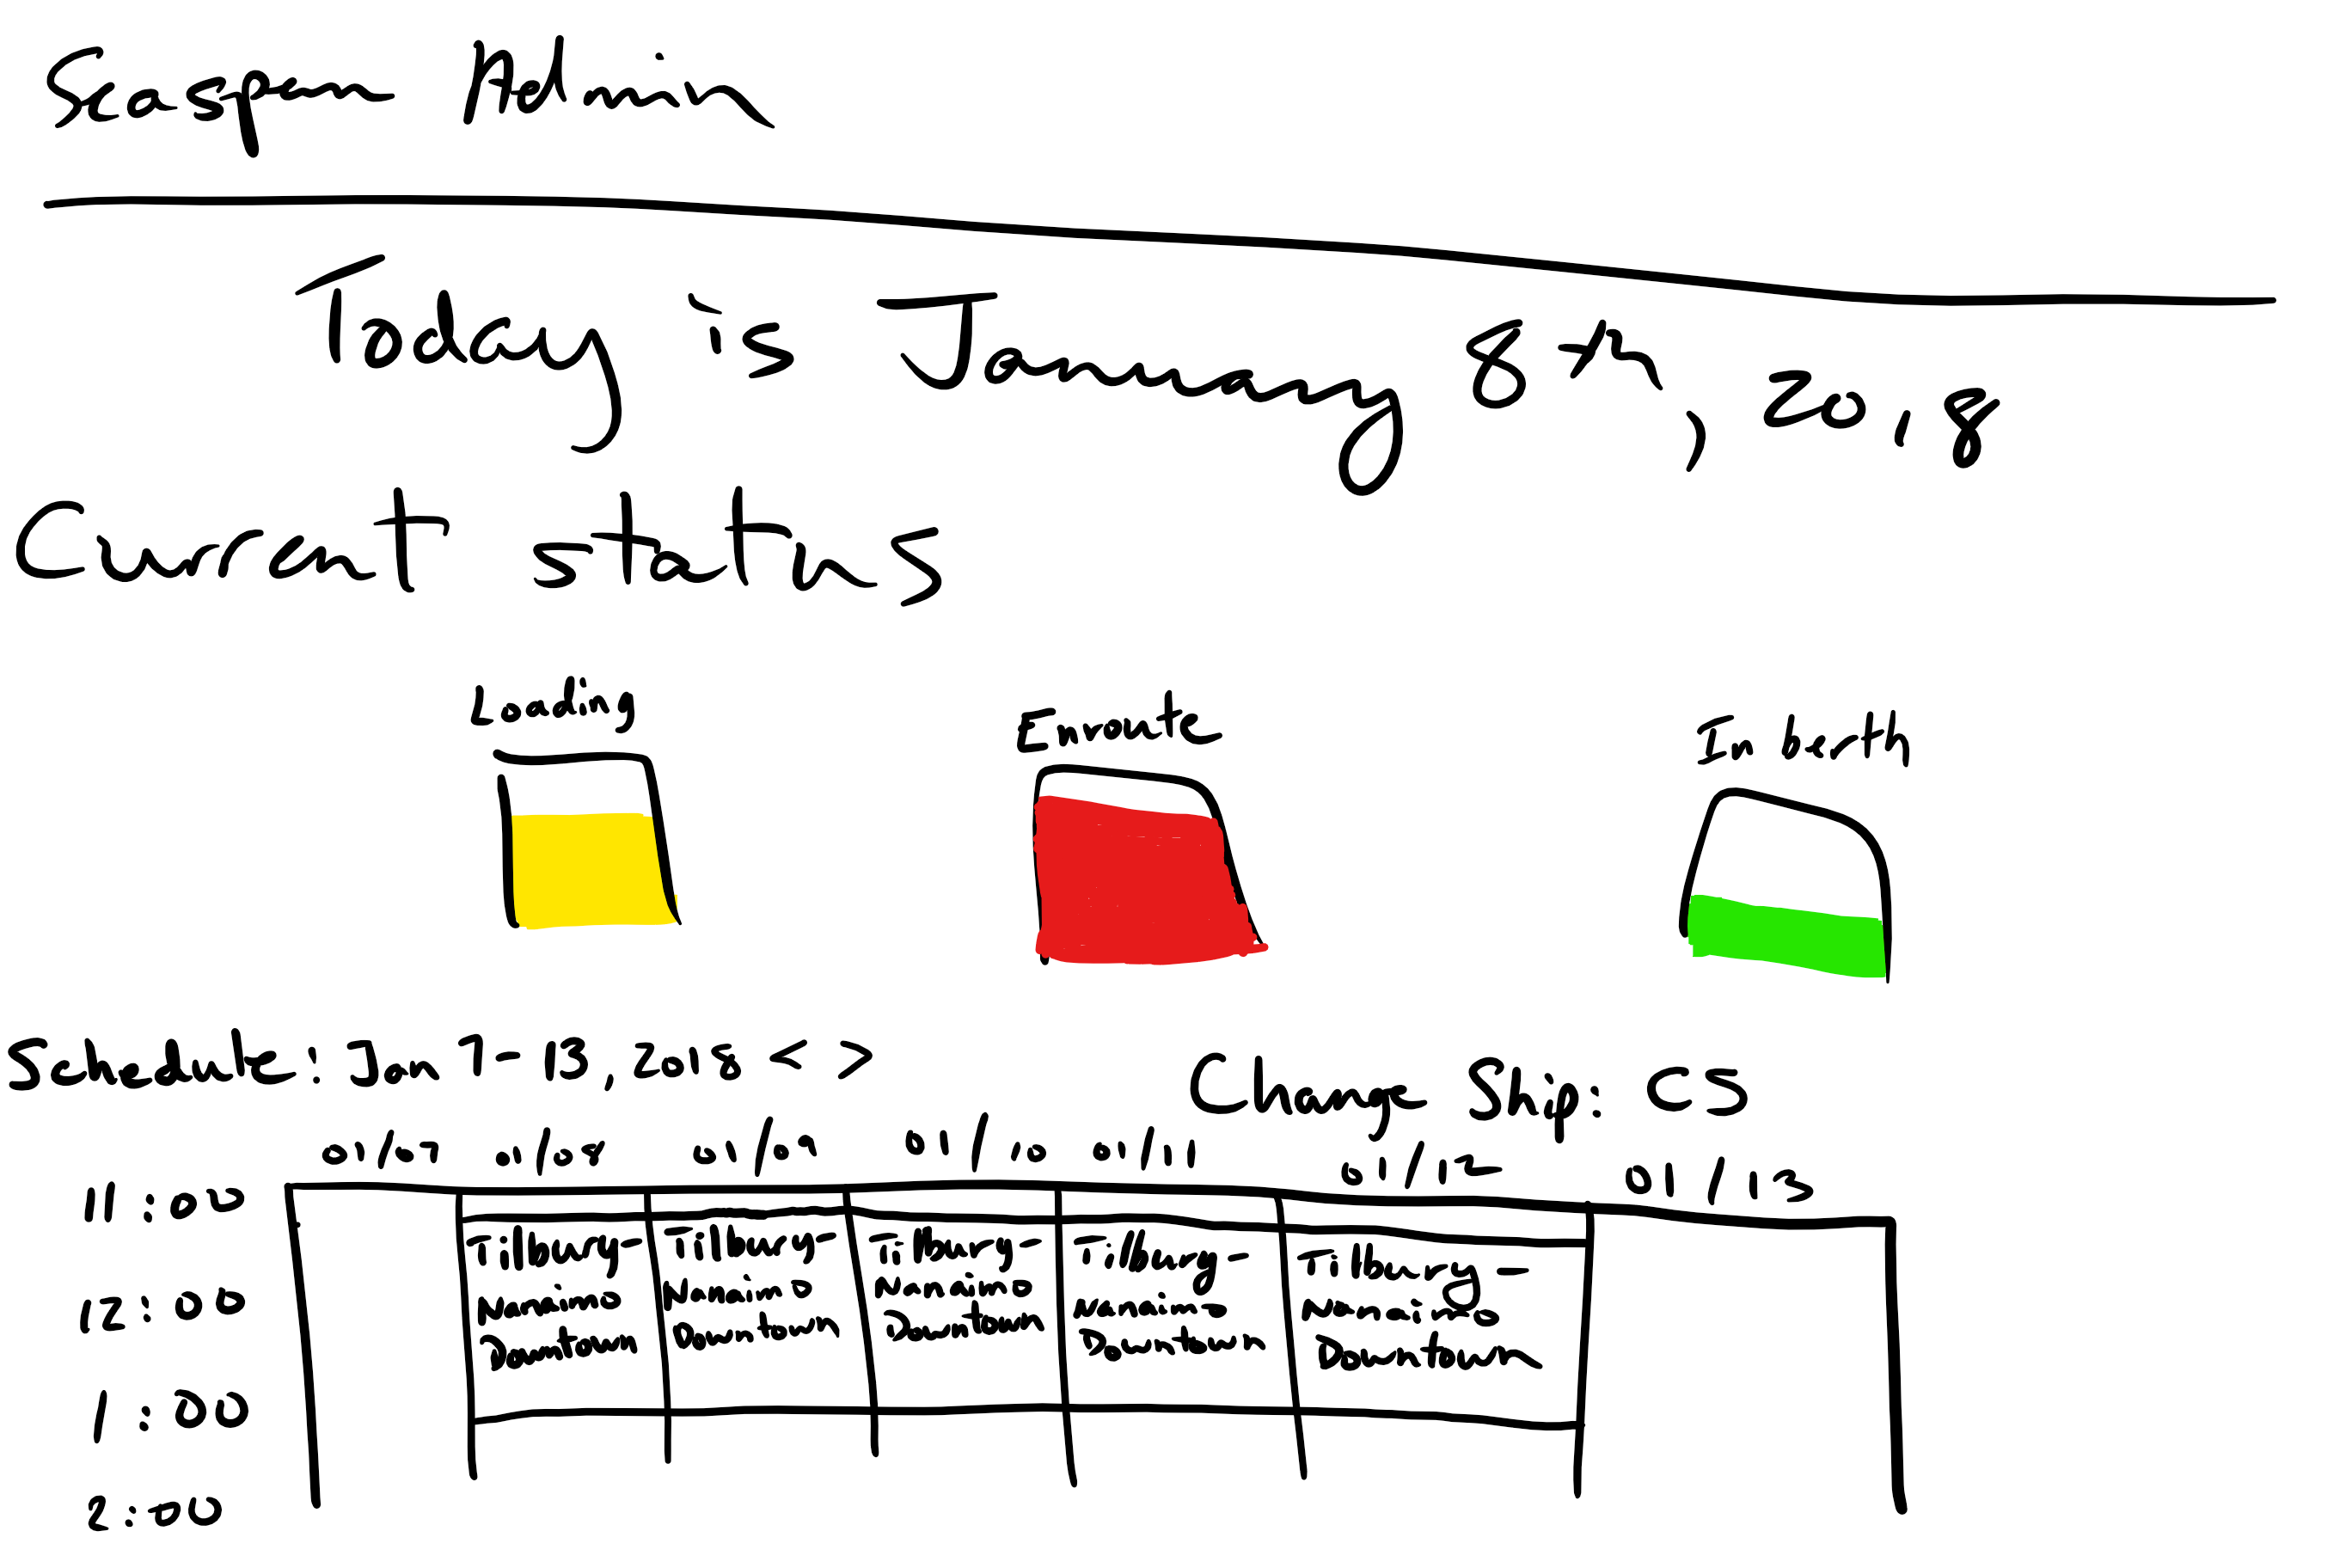 Seaspan Admin
Today is January 8th, 2018
Current status
Loading Enroute In berth
Schedule: Jan 7-13, 2018 < > Change Ship: CS
01/07 01/08 01/09 01/10 01/11 01/12 01/13
11:00
Tilbury- Tilbury- Tilbury- Tilbury- Tilbury-
12:00 Nanaimo Nanaimo Nanaimo Nanaimo Nanaimo
Downtown Downtown Downtown Downtown Downtown
1:00
2:00